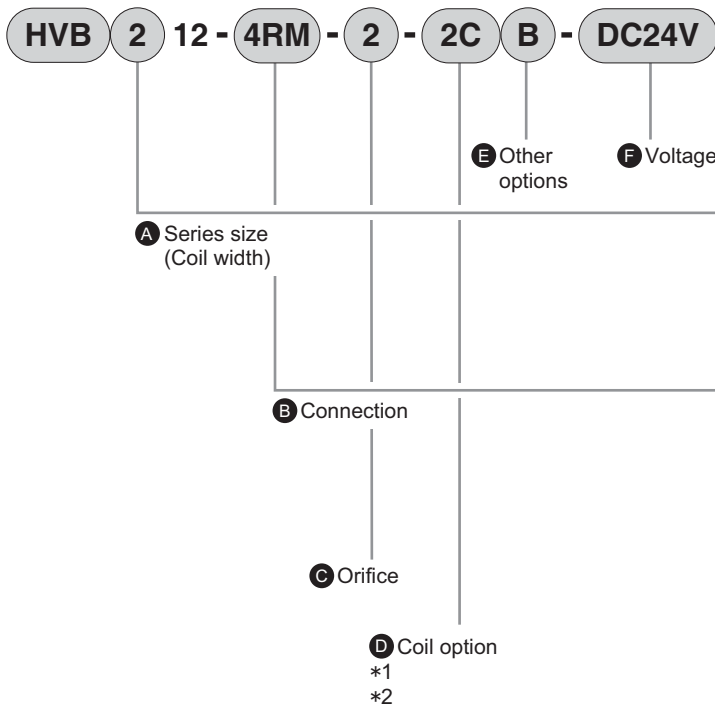 HVB 2 12 - 4RM - 2 - 2C B - DC24V
E Other options
F Voltage
A Series size
(Coil width)
B Connection
C Orifice
D Coil option
*1
*2